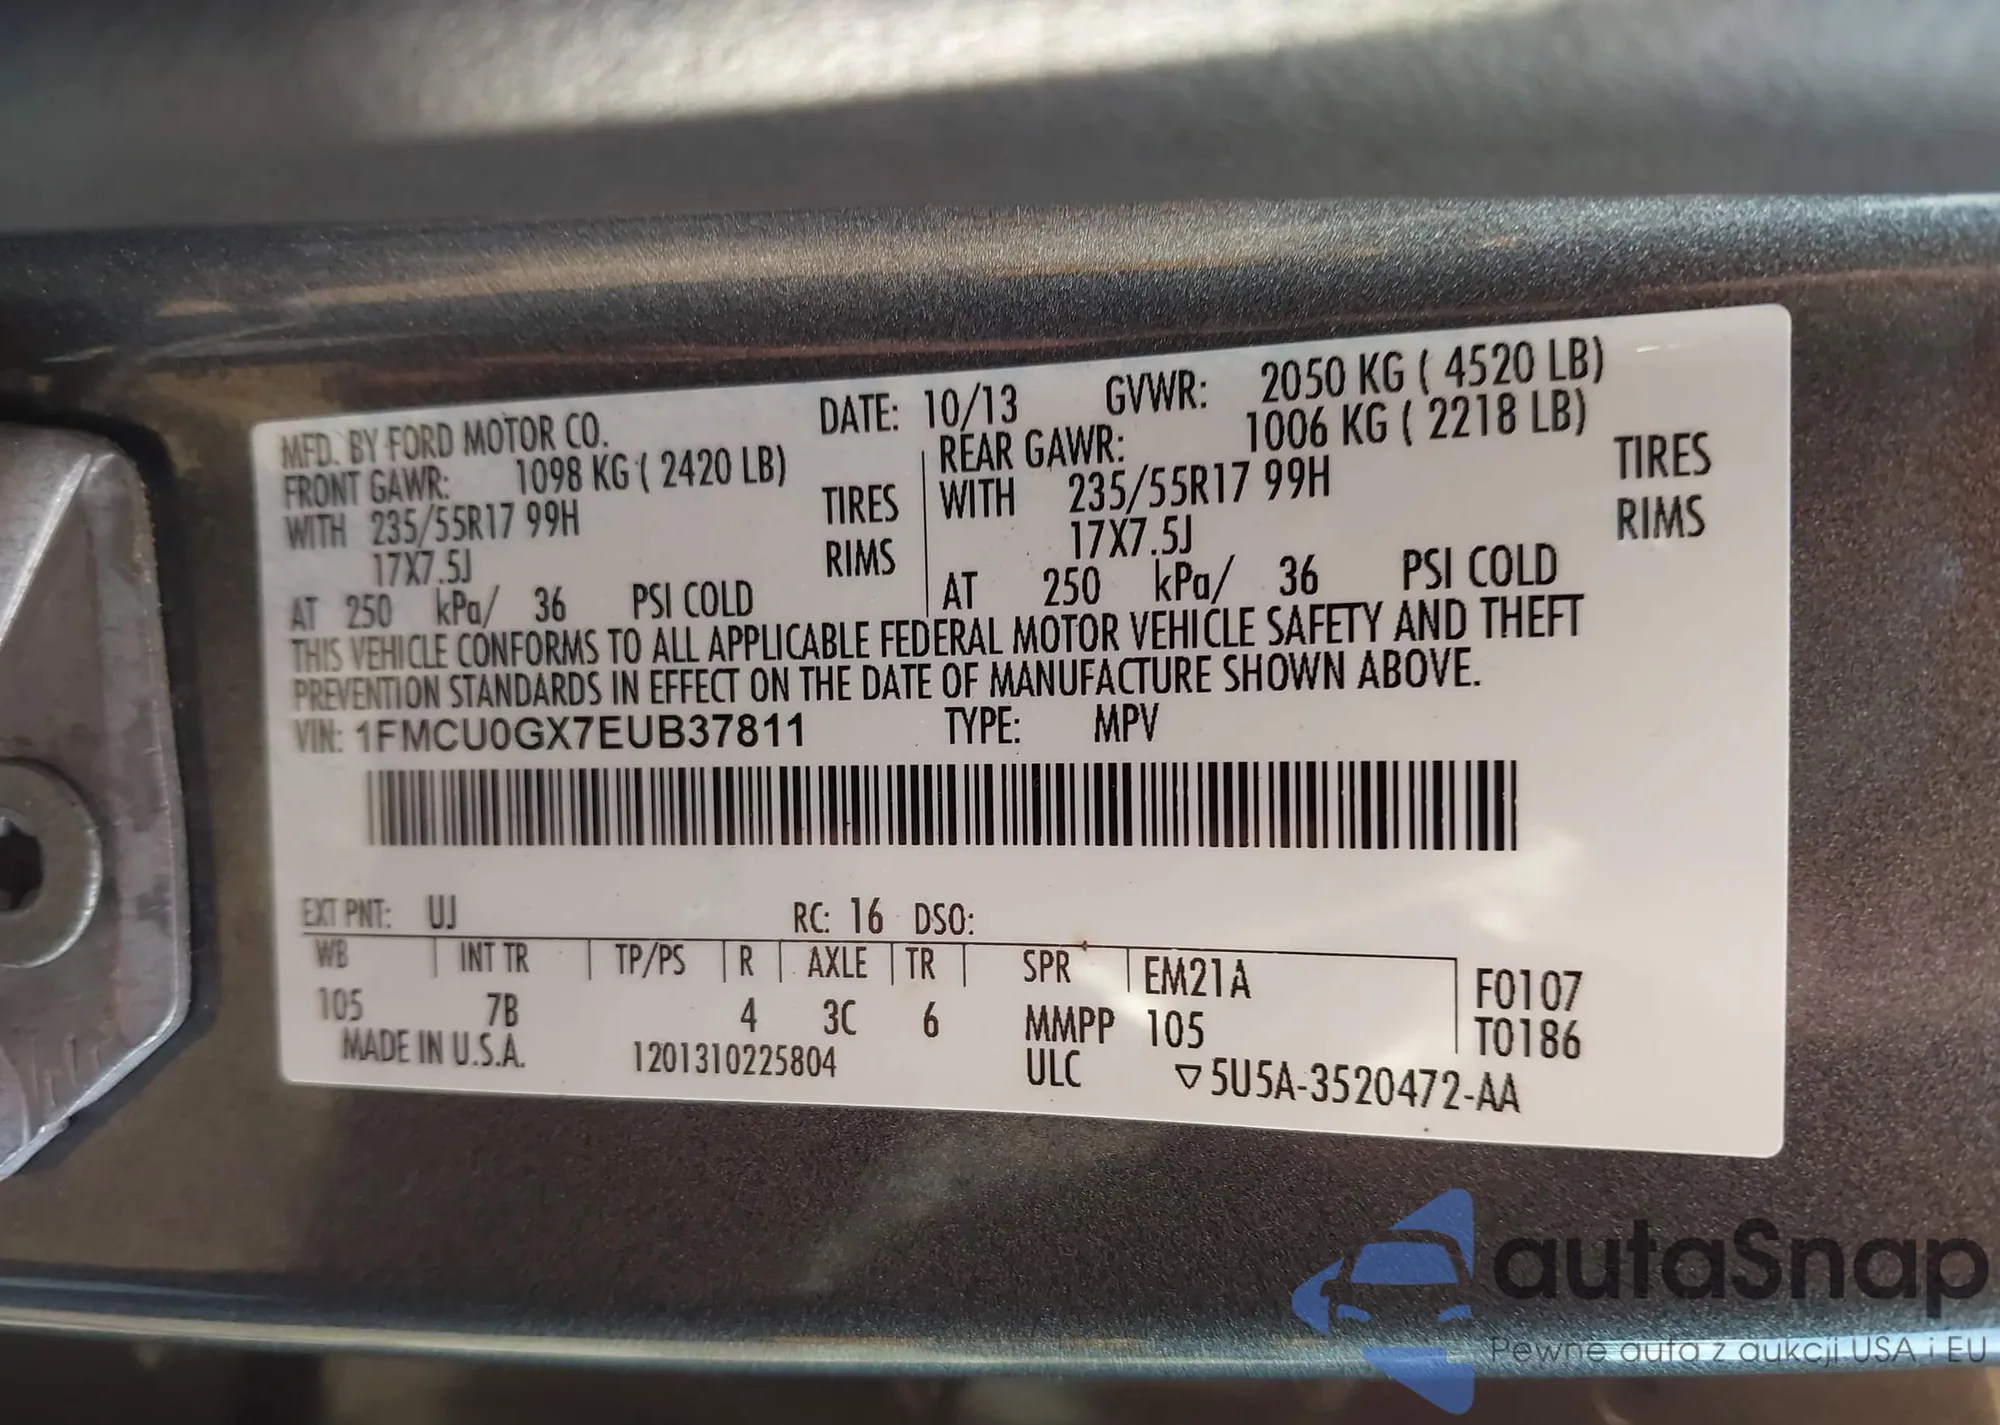 MFD. BY FORD MOTOR CO. DATE: 10/13 GVWR: 2050 KG ( 4520 LB)
FRONT GAWR: 1098 KG ( 2420 LB) REAR GAWR: 1006 KG ( 2218 LB)
WITH 235/55R17 99H TIRES WITH 235/55R17 99H TIRES
17X7.5J RIMS 17X7.5J RIMS
AT 250 kPa/ 36 PSI COLD AT 250 kPa/ 36 PSI COLD
THIS VEHICLE CONFORMS TO ALL APPLICABLE FEDERAL MOTOR VEHICLE SAFETY AND THEFT
PREVENTION STANDARDS IN EFFECT ON THE DATE OF MANUFACTURE SHOWN ABOVE.
VIN: 1FMCU0GX7EUB37811 TYPE: MPV
EXT PNT: UJ RC: 16 DSO:
WB INT TR TP/PS R AXLE TR SPR EM21A F0107
105 7B 4 3C 6 MMPP 105 T0186
MADE IN U.S.A. 1201310225804 ULC ▽5U5A-3520472-AA
autaSnap
Pewne auta z aukcji USA i EU